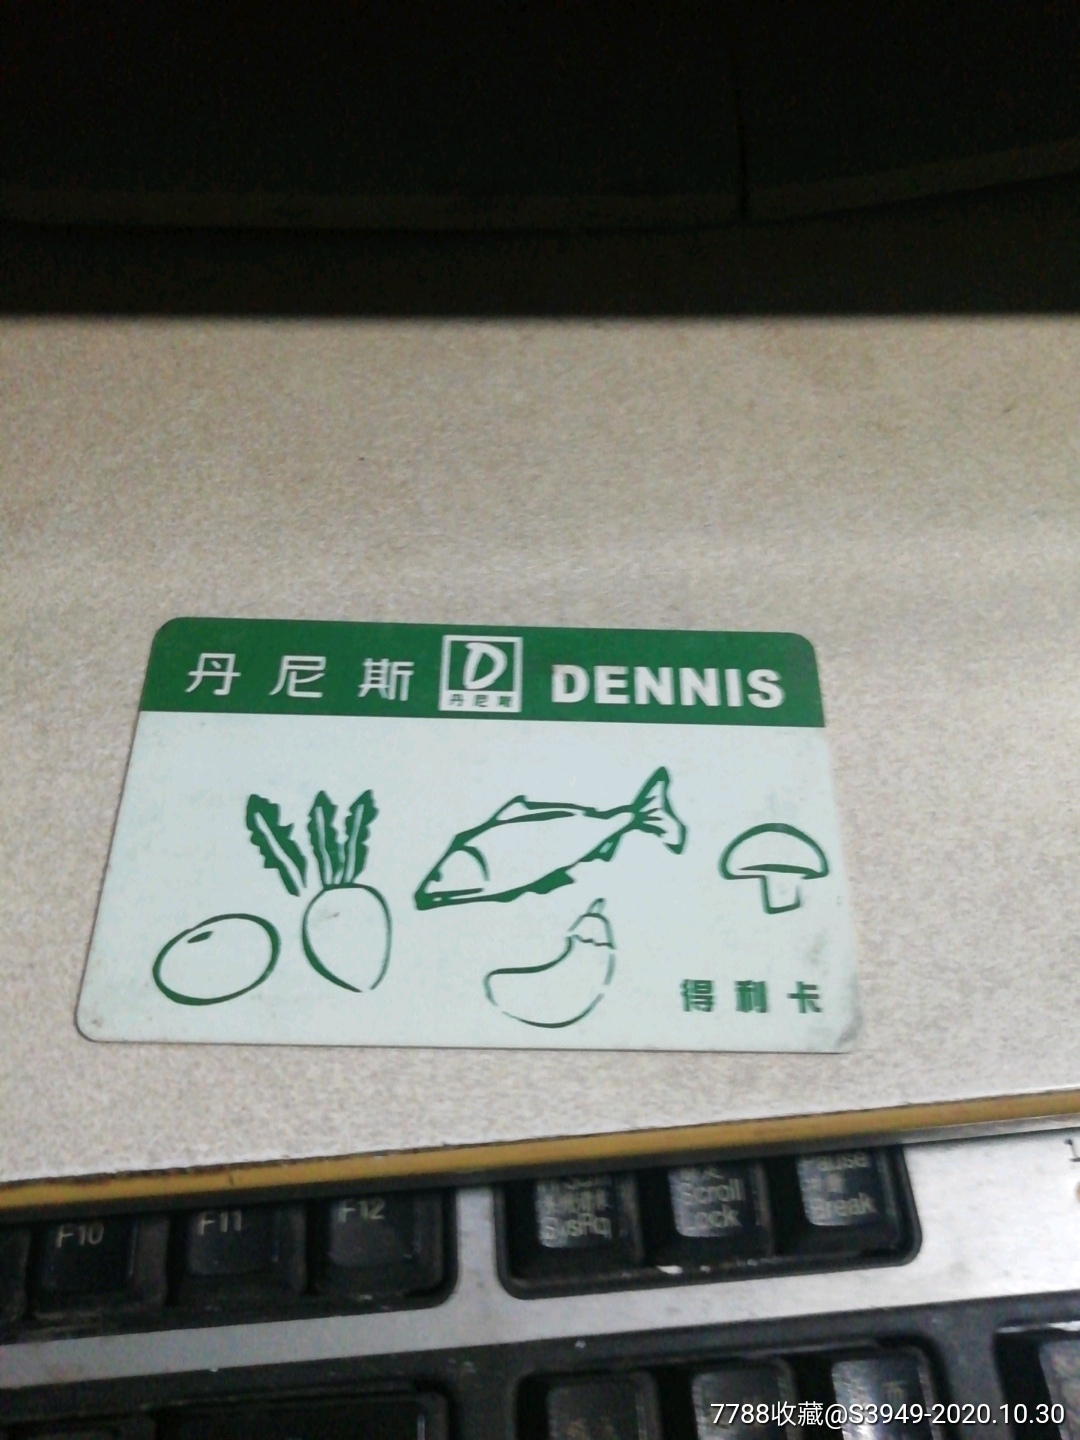 丹尼斯 D 丹尼斯 DENNIS
得利卡
F10 F11 F12 SysRq Scroll Lock Pause Break
7788收藏@S3949-2020.10.30